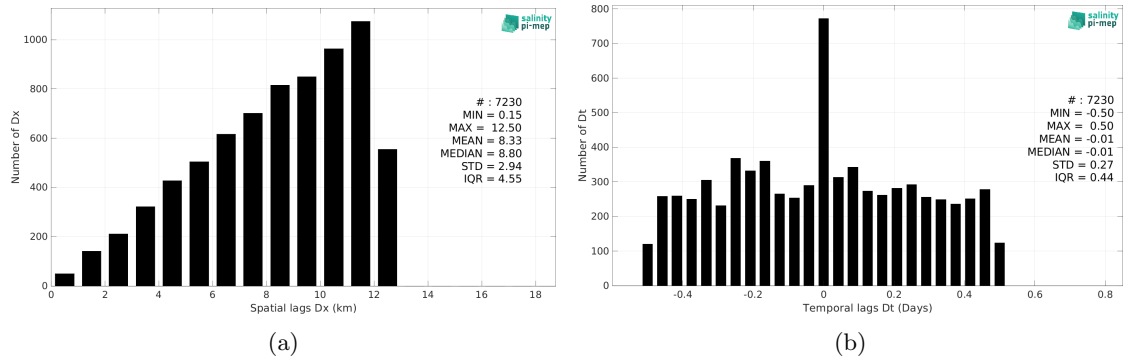 salinity
pi-mep
1000
800
600
400
200
0
Number of Dx
# : 7230
MIN = 0.15
MAX = 12.50
MEAN = 8.33
MEDIAN = 8.80
STD = 2.94
IQR = 4.55
0 2 4 6 8 10 12 14 16 18
Spatial lags Dx (km)
(a)
salinity
pi-mep
800
700
600
500
400
300
200
100
0
Number of Dt
# : 7230
MIN = -0.50
MAX = 0.50
MEAN = -0.01
MEDIAN = -0.01
STD = 0.27
IQR = 0.44
-0.4 -0.2 0 0.2 0.4 0.6 0.8
Temporal lags Dt (Days)
(b)